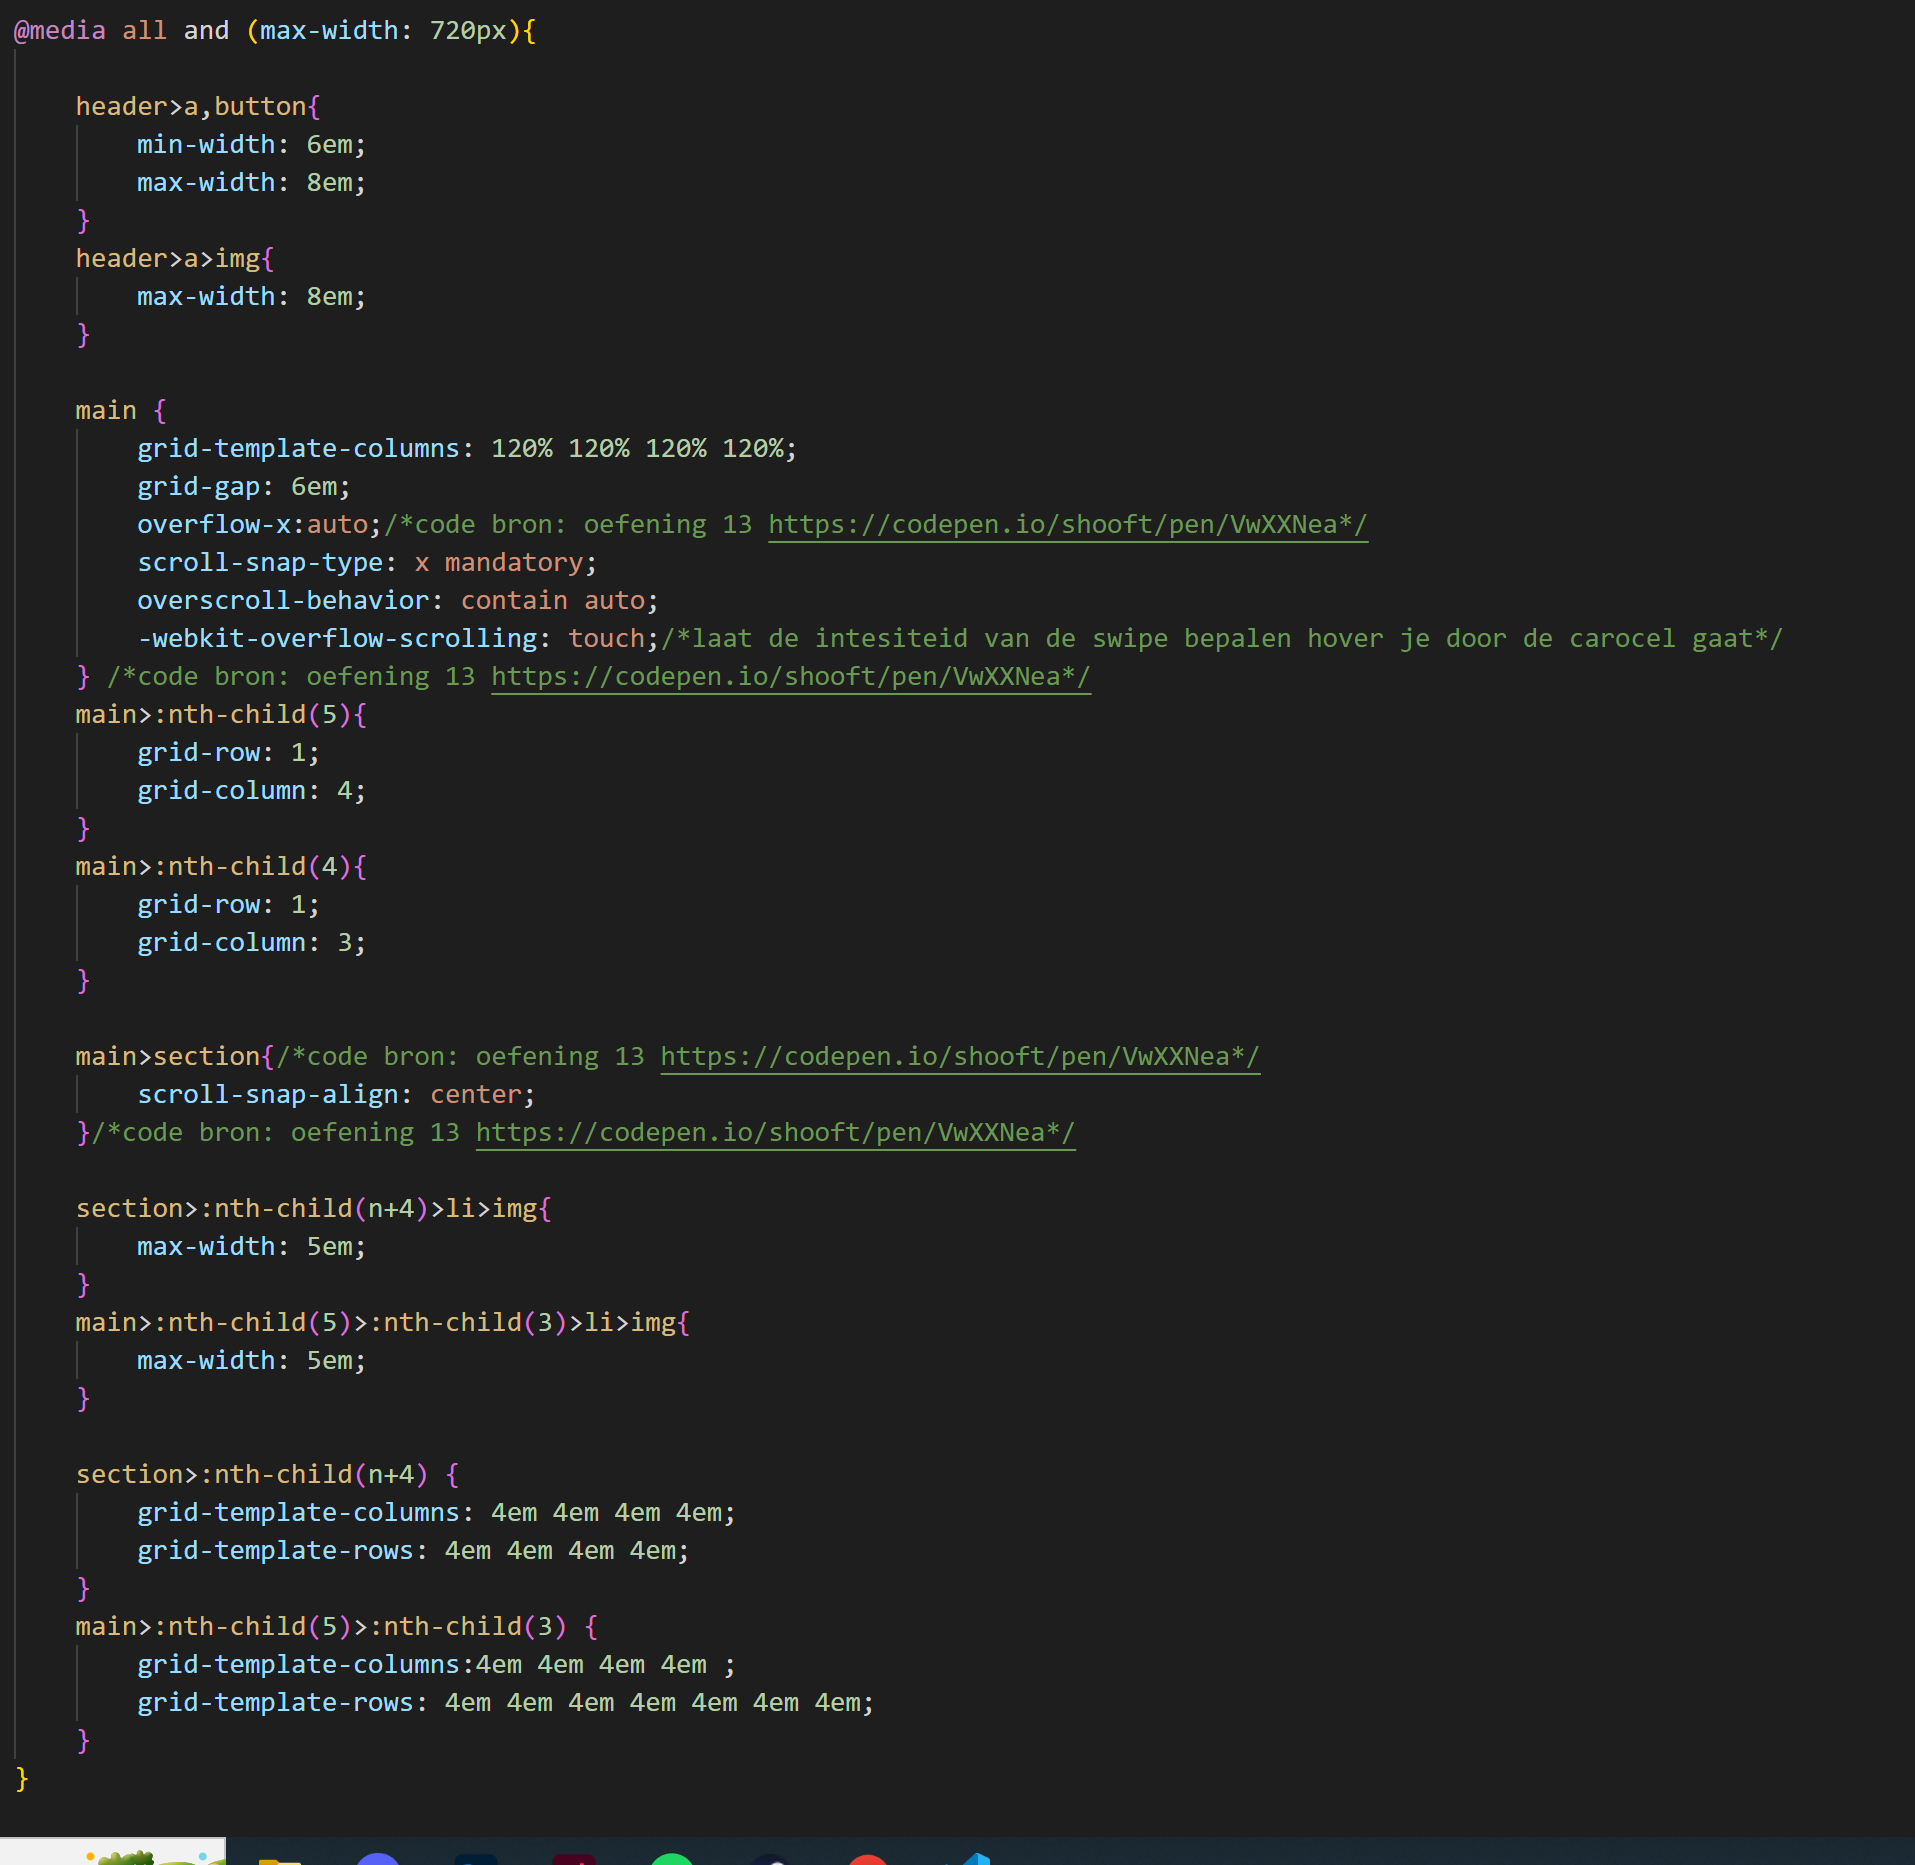 @media all and (max-width: 720px){
header>a,button{
min-width: 6em;
max-width: 8em;
}
header>a>img{
max-width: 8em;
}
main {
grid-template-columns: 120% 120% 120% 120%;
grid-gap: 6em;
overflow-x:auto;/*code bron: oefening 13 https://codepen.io/shooft/pen/VwXXNea*/
scroll-snap-type: x mandatory;
overscroll-behavior: contain auto;
-webkit-overflow-scrolling: touch;/*laat de intesiteid van de swipe bepalen hover je door de carocel gaat*/
} /*code bron: oefening 13 https://codepen.io/shooft/pen/VwXXNea*/
main>:nth-child(5){
grid-row: 1;
grid-column: 4;
}
main>:nth-child(4){
grid-row: 1;
grid-column: 3;
}
main>section{/*code bron: oefening 13 https://codepen.io/shooft/pen/VwXXNea*/
scroll-snap-align: center;
}/*code bron: oefening 13 https://codepen.io/shooft/pen/VwXXNea*/
section>:nth-child(n+4)>li>img{
max-width: 5em;
}
main>:nth-child(5)>:nth-child(3)>li>img{
max-width: 5em;
}
section>:nth-child(n+4) {
grid-template-columns: 4em 4em 4em 4em;
grid-template-rows: 4em 4em 4em 4em;
}
main>:nth-child(5)>:nth-child(3) {
grid-template-columns:4em 4em 4em 4em ;
grid-template-rows: 4em 4em 4em 4em 4em 4em 4em;
}
}